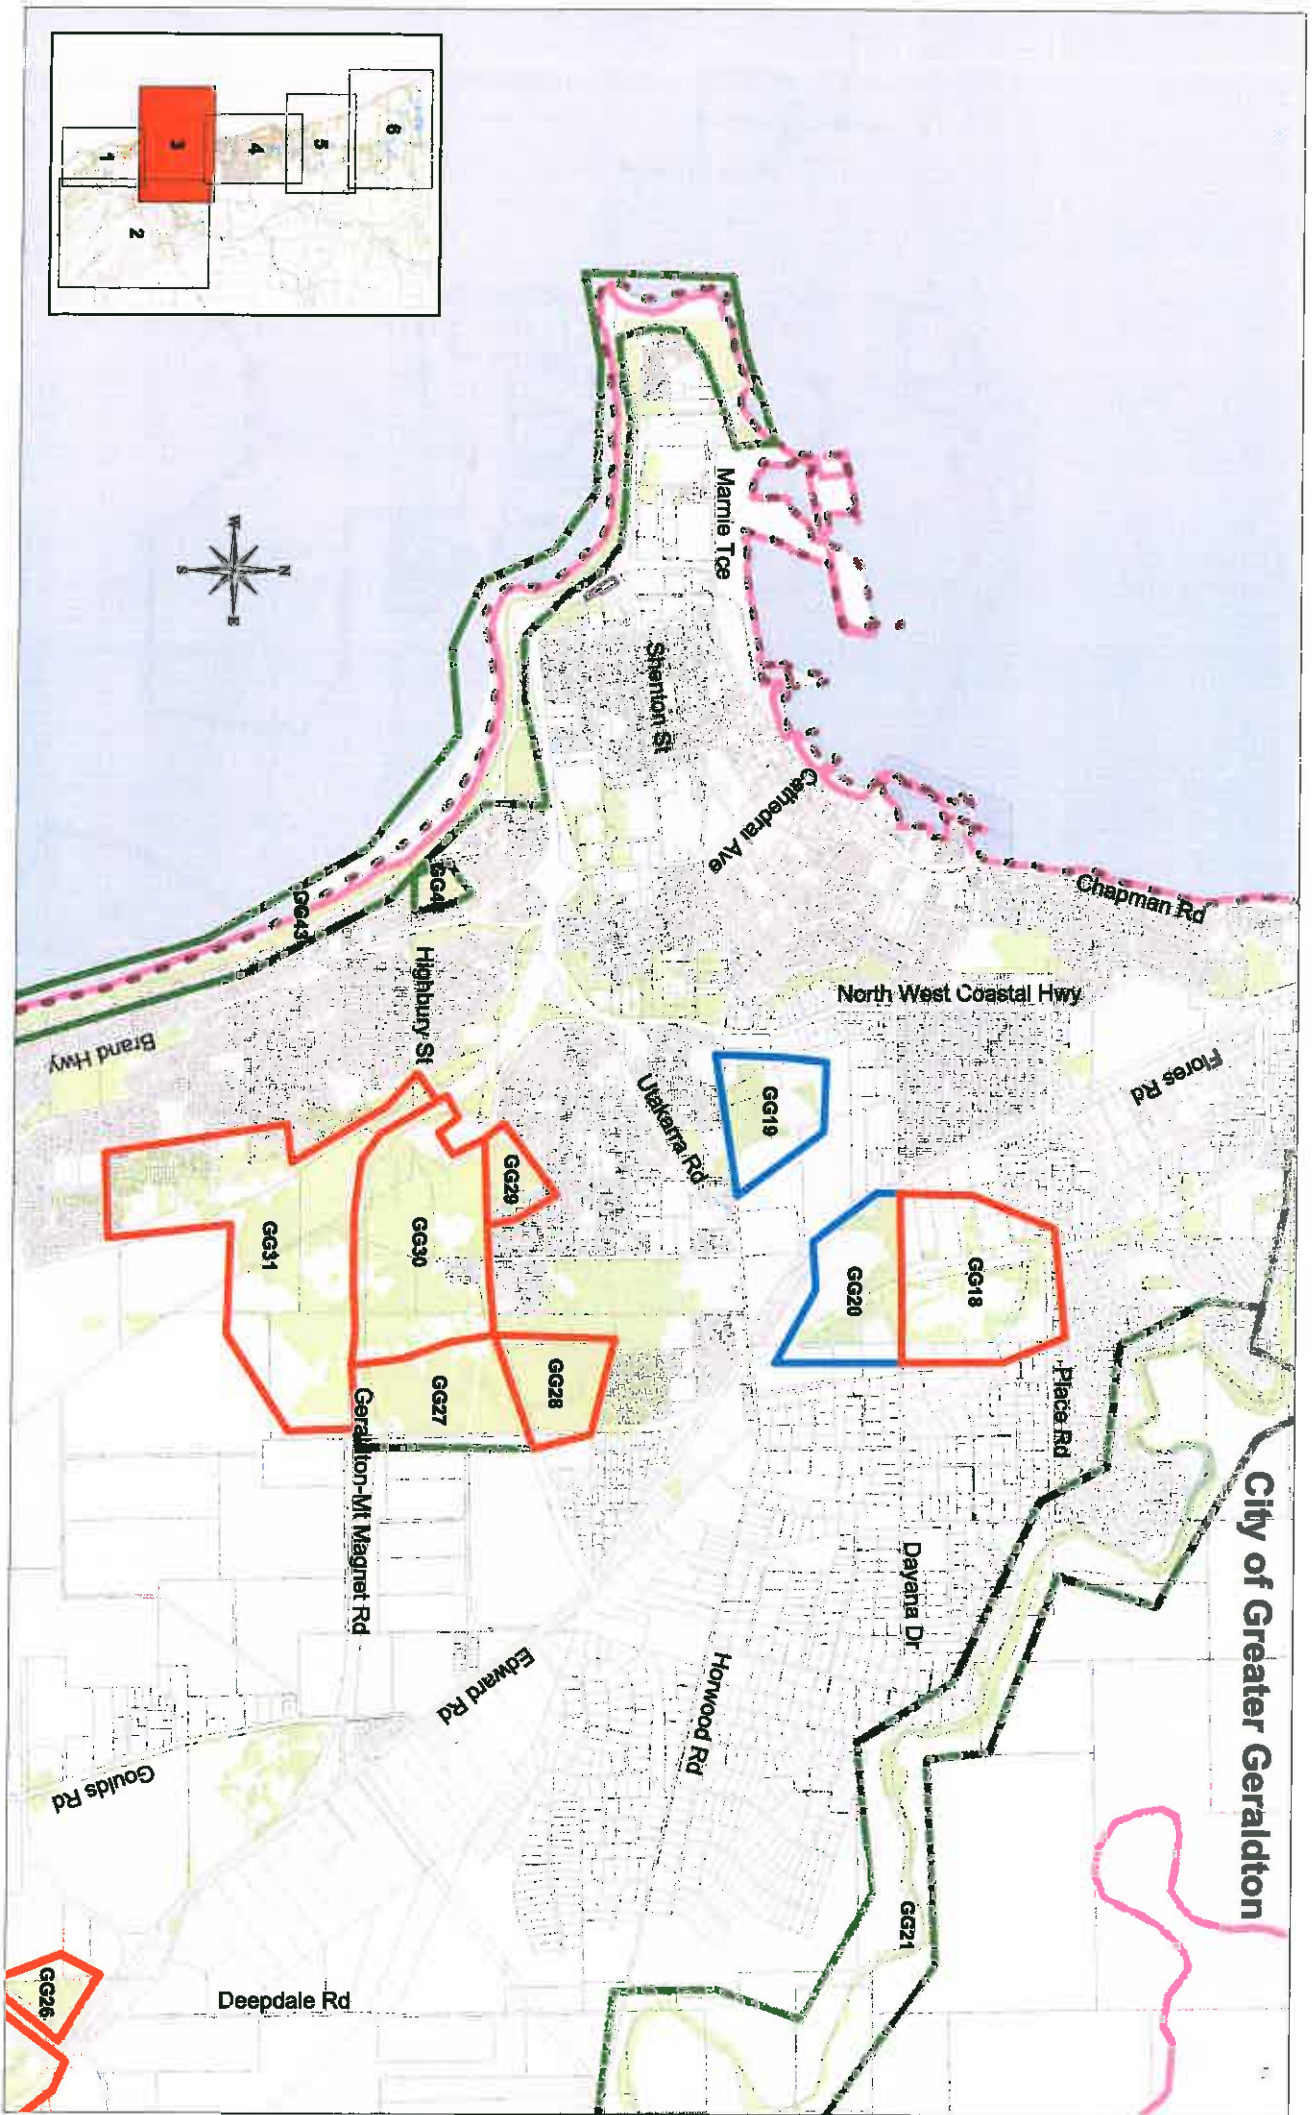 City of Greater Geraldton
6
5
4
3
1
2
N
W
E
S
Marnie Tce
Shenton St
Cathedral Ave
Chapman Rd
North West Coastal Hwy
Flores Rd
Highbury St
Utakarra Rd
Brand Hwy
GG43
GG19
GG29
GG30
GG31
GG20
GG18
GG28
GG27
Place Rd
Geraldton-Mt Magnet Rd
Dayana Dr
Edward Rd
Horwood Rd
Goulds Rd
GG21
GG26
Deepdale Rd